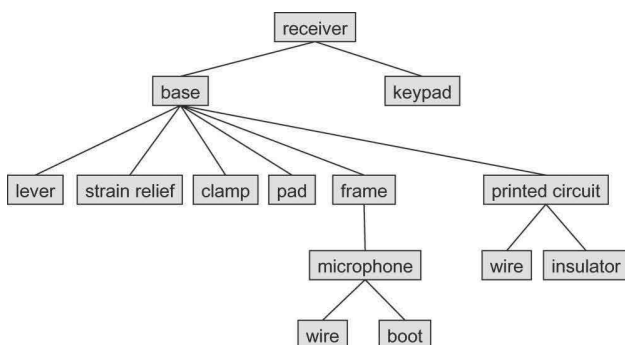 receiver
base keypad
lever strain relief clamp pad frame printed circuit
microphone wire insulator
wire boot